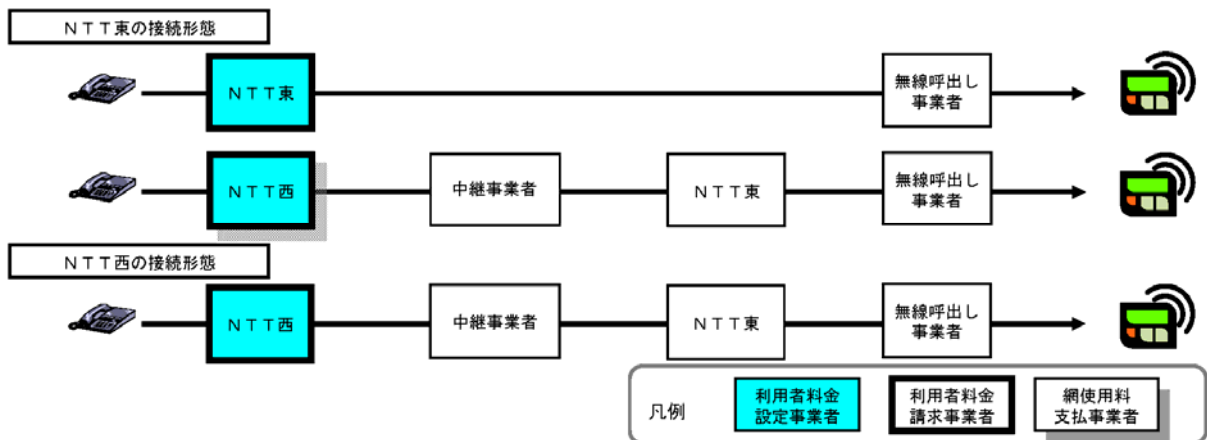 ＮＴＴ東の接続形態
ＮＴＴ東
無線呼出し
事業者
ＮＴＴ西
中継事業者
ＮＴＴ東
無線呼出し
事業者
ＮＴＴ西の接続形態
ＮＴＴ西
中継事業者
ＮＴＴ東
無線呼出し
事業者
凡例
利用者料金
設定事業者
利用者料金
請求事業者
網使用料
支払事業者